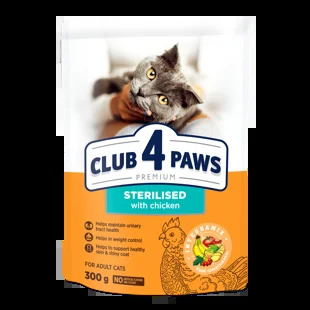 CLUB 4 PAWS
PREMIUM
STERILISED
with chicken
Helps maintain urinary
tract health
Helps in weight control
Helps to support healthy
skin & shiny coat
FOR ADULT CATS
300 g
NO